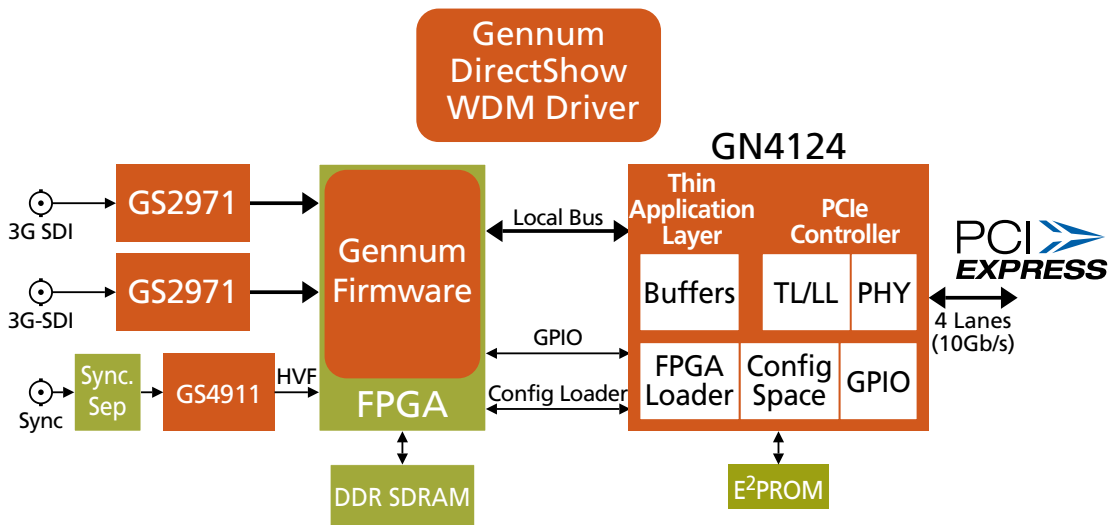 Gennum
DirectShow
WDM Driver
GN4124
GS2971
3G SDI
GS2971
3G-SDI
Sync.
Sep
Sync
GS4911
HVF
Gennum
Firmware
FPGA
DDR SDRAM
Local Bus
GPIO
Config Loader
Thin
Application
Layer
PCIe
Controller
Buffers
TL/LL
PHY
FPGA
Loader
Config
Space
GPIO
E²PROM
PCI
EXPRESS
4 Lanes
(10Gb/s)